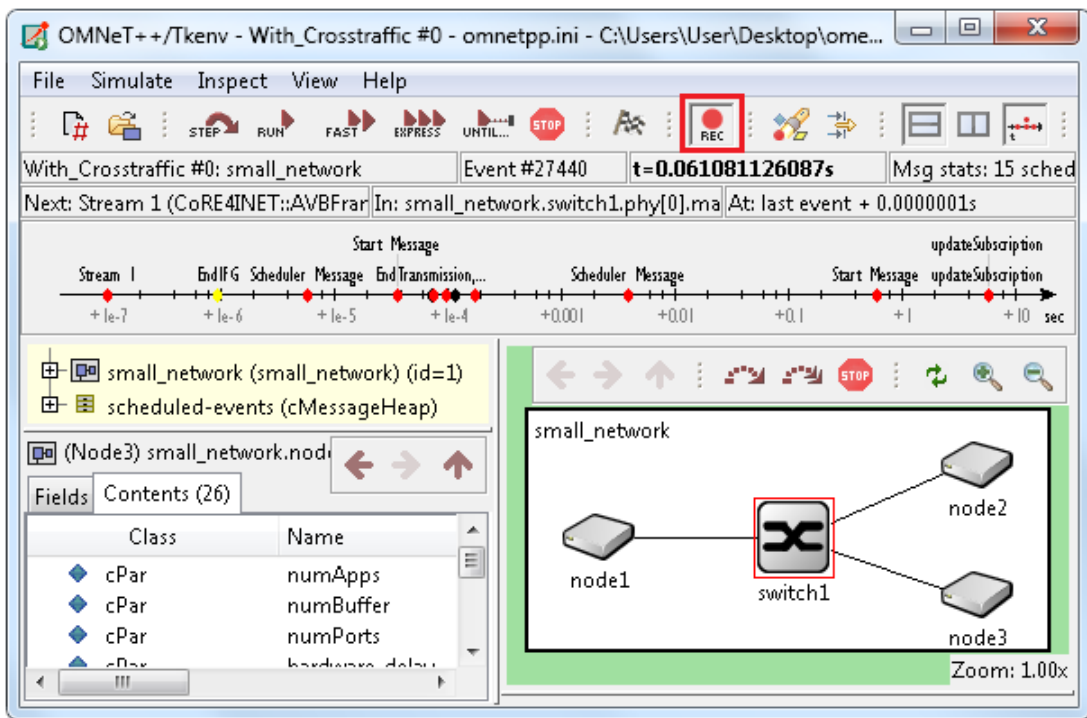 OMNeT++/Tkenv - With_Crosstraffic #0 - omnetpp.ini - C:\Users\User\Desktop\ome...
File Simulate Inspect View Help
STEP RUN FAST EXPRESS UNTIL... STOP REC
With_Crosstraffic #0: small_network Event #27440 t=0.061081126087s Msg stats: 15 sched
Next: Stream 1 (CoRE4INET::AVBFrar In: small_network.switch1.phy[0].ma At: last event + 0.0000001s
Start Message updateSubscription
Stream 1 EndIFG Scheduler Message EndTransmission,... Scheduler Message Start Message updateSubscription
+1e-7 +1e-6 +1e-5 +1e-4 +0.001 +0.01 +0.1 +1 +10 sec
small_network (small_network) (id=1)
scheduled-events (cMessageHeap)
(Node3) small_network.node
Fields Contents (26)
Class Name
cPar numApps
cPar numBuffer
cPar numPorts
cPar hardware_delay
STOP
small_network
node1
switch1
node2
node3
Zoom: 1.00x